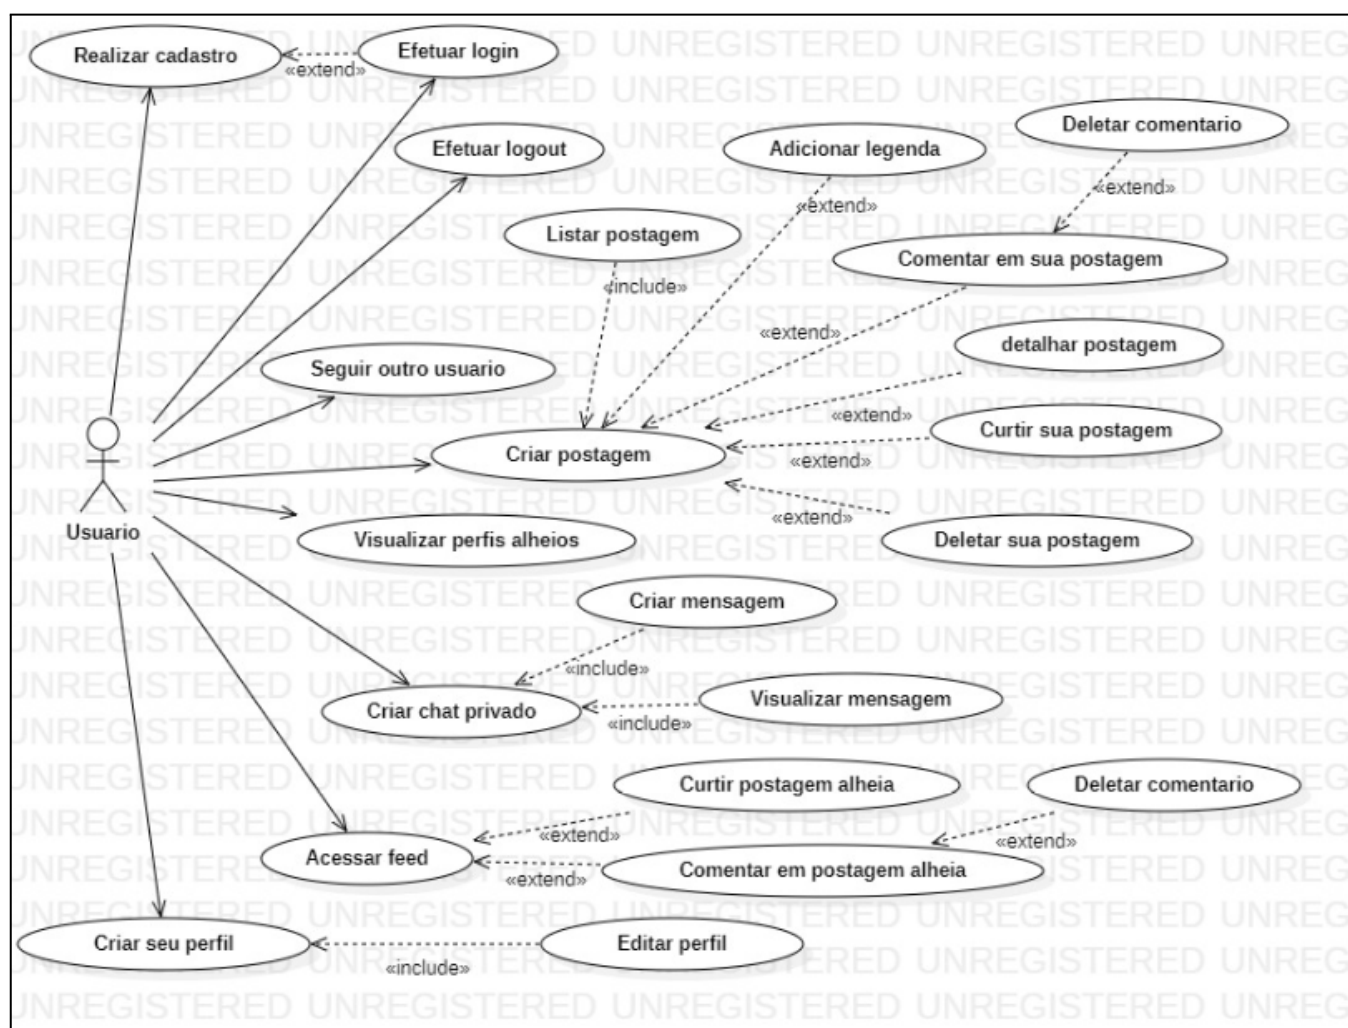 Realizar cadastro
Efetuar login
«extend»
Efetuar logout
Adicionar legenda
Deletar comentario
«extend»
«extend»
Listar postagem
Comentar em sua postagem
«include»
«extend»
detalhar postagem
Seguir outro usuario
«extend»
Curtir sua postagem
Criar postagem
«extend»
«extend»
Deletar sua postagem
Usuario
Visualizar perfis alheios
Criar mensagem
«include»
Visualizar mensagem
Criar chat privado
«include»
Curtir postagem alheia
Deletar comentario
«extend»
«extend»
Acessar feed
Comentar em postagem alheia
«extend»
Criar seu perfil
Editar perfil
«include»
UNREGISTERED